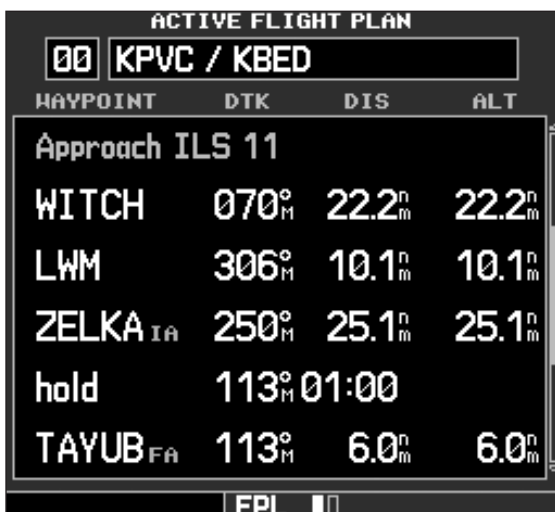 ACTIVE FLIGHT PLAN
00 KPVC / KBED
WAYPOINT DTK DIS ALT
Approach ILS 11
WITCH 070°M 22.2nm 22.2nm
LWM 306°M 10.1nm 10.1nm
ZELKA IA 250°M 25.1nm 25.1nm
hold 113°M 01:00
TAYUB FA 113°M 6.0nm 6.0nm
FPL